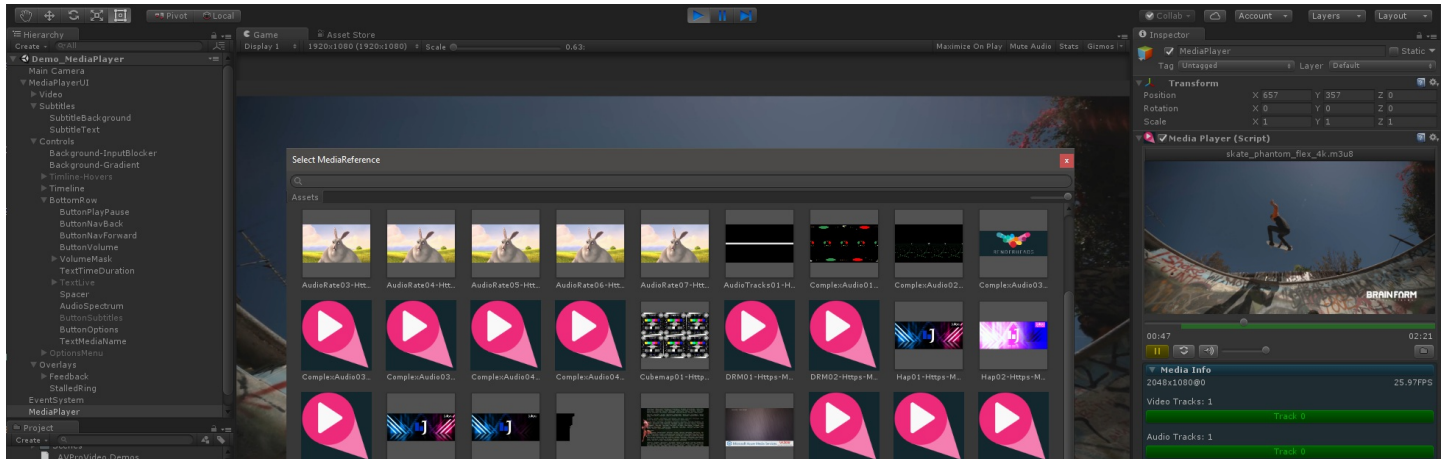 Pivot Local
Collab Account Layers Layout
Hierarchy
Create All
Demo_MediaPlayer
Main Camera
MediaPlayerUI
Video
Subtitles
SubtitleBackground
SubtitleText
Controls
Background-InputBlocker
Background-Gradient
Timline-Hovers
Timeline
BottomRow
ButtonPlayPause
ButtonNavBack
ButtonNavForward
ButtonVolume
VolumeMask
TextTimeDuration
TextLive
Spacer
AudioSpectrum
ButtonSubtitles
ButtonOptions
TextMediaName
OptionsMenu
Overlays
Feedback
StalledRing
EventSystem
MediaPlayer
Project
Create
AVProVideo Demos
Game Asset Store
Display 1 1920x1080 (1920x1080) Scale 0.63:
Maximize On Play Mute Audio Stats Gizmos
Select MediaReference
x
Assets
RENDERHEADS
AudioRate03-Htt.. AudioRate04-Htt.. AudioRate05-Htt.. AudioRate06-Htt.. AudioRate07-Htt.. AudioTracks01-H.. ComplexAudio01.. ComplexAudio02.. ComplexAudio03..
ComplexAudio03.. ComplexAudio03.. ComplexAudio04.. ComplexAudio04.. Cubemap01-Http.. DRM01-Https-M.. DRM02-Https-M.. Hap01-Https-M.. Hap02-Https-M..
Inspector
MediaPlayer Static
Tag Untagged Layer Default
Transform
Position X 657 Y 357 Z 0
Rotation X 0 Y 0 Z 0
Scale X 1 Y 1 Z 1
Media Player (Script)
skate_phantom_flex_4k.m3u8
BRAINFARM
00:47 02:21
Media Info
2048x1080@0 25.97FPS
Video Tracks: 1
Track 0
Audio Tracks: 1
Track 0